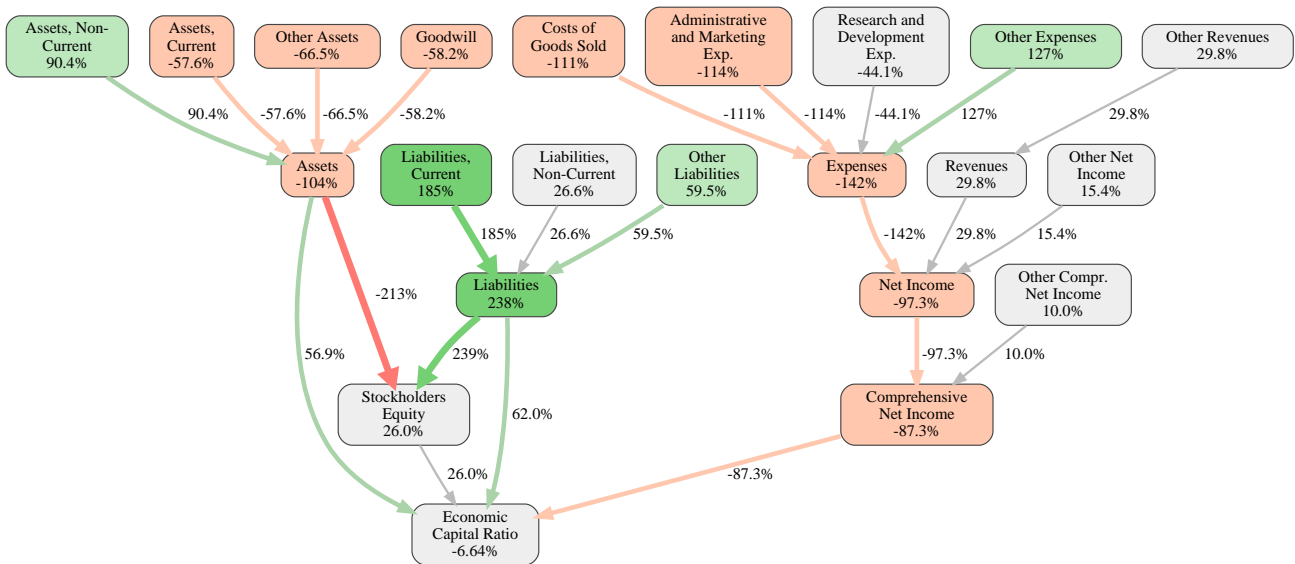 Assets, Non-
Current
90.4%
Assets,
Current
-57.6%
Other Assets
-66.5%
Goodwill
-58.2%
Costs of
Goods Sold
-111%
Administrative
and Marketing
Exp.
-114%
Research and
Development
Exp.
-44.1%
Other Expenses
127%
Other Revenues
29.8%
90.4%
-57.6%
-66.5%
-58.2%
-111%
-114%
-44.1%
127%
29.8%
Assets
-104%
Liabilities,
Current
185%
Liabilities,
Non-Current
26.6%
Other
Liabilities
59.5%
Expenses
-142%
Revenues
29.8%
Other Net
Income
15.4%
185%
26.6%
59.5%
-142%
29.8%
15.4%
Liabilities
238%
Net Income
-97.3%
Other Compr.
Net Income
10.0%
-213%
56.9%
239%
-97.3%
10.0%
Stockholders
Equity
26.0%
62.0%
Comprehensive
Net Income
-87.3%
26.0%
-87.3%
Economic
Capital Ratio
-6.64%